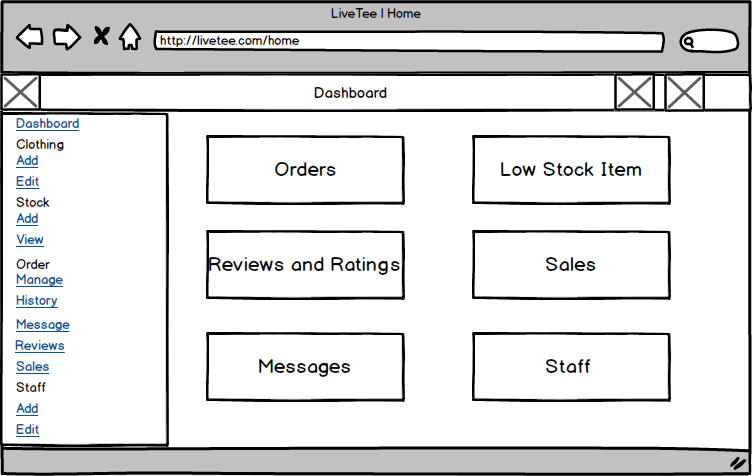 LiveTee | Home
http://livetee.com/home
Dashboard
Dashboard
Clothing
Add
Edit
Stock
Add
View
Order
Manage
History
Message
Reviews
Sales
Staff
Add
Edit
Orders
Low Stock Item
Reviews and Ratings
Sales
Messages
Staff